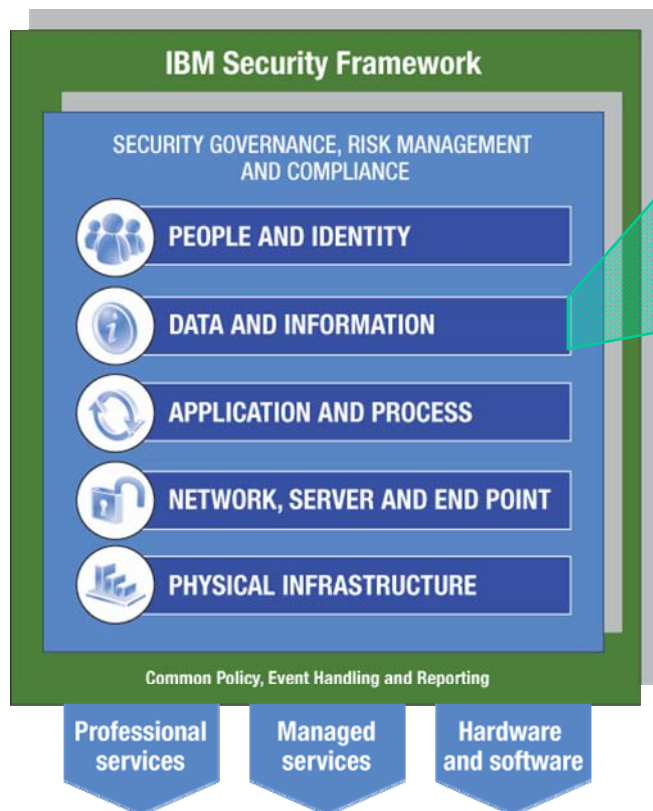 IBM Security Framework
SECURITY GOVERNANCE, RISK MANAGEMENT
AND COMPLIANCE
PEOPLE AND IDENTITY
i
DATA AND INFORMATION
APPLICATION AND PROCESS
NETWORK, SERVER AND END POINT
PHYSICAL INFRASTRUCTURE
Common Policy, Event Handling and Reporting
Professional
services
Managed
services
Hardware
and software